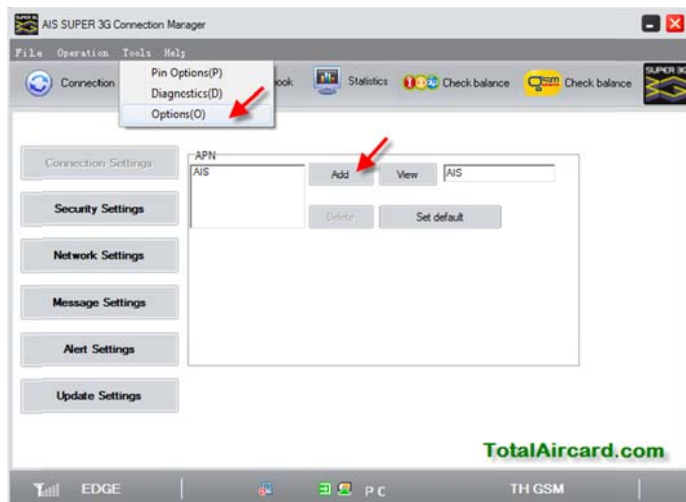 AIS SUPER 3G Connection Manager
File Operation Tools Help
Pin Options(P)
Diagnostics(D)
Options(O)
Connection
ook
Statistics
Check balance
Check balance
SUPER 3G
Connection Settings
Security Settings
Network Settings
Message Settings
Alert Settings
Update Settings
APN
AIS
Add
View
AIS
Delete
Set default
TotalAircard.com
EDGE
PC
TH GSM